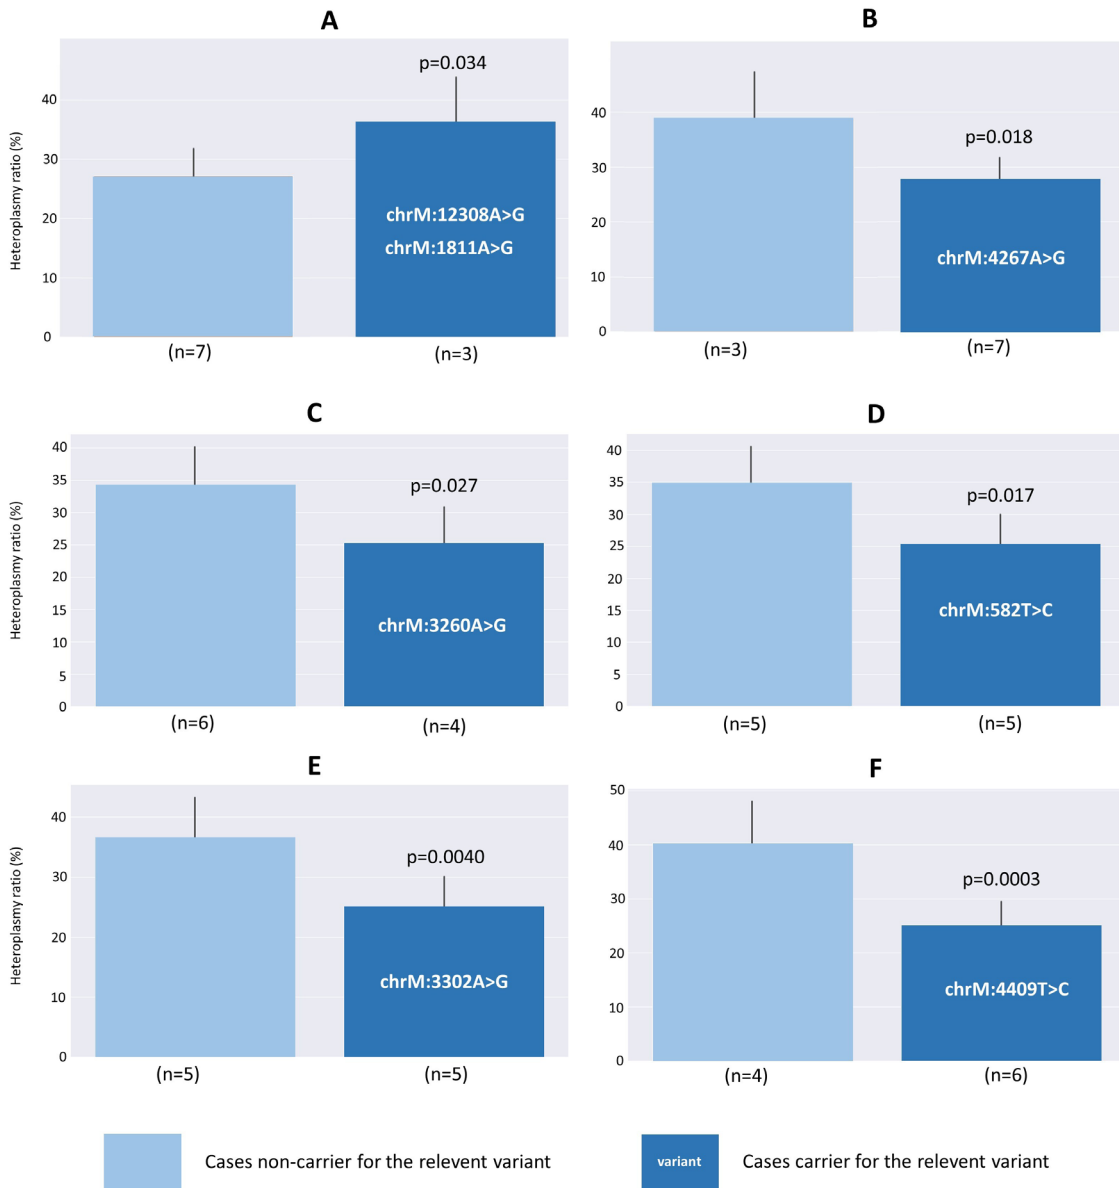 A
Heteroplasmy ratio (%)
40
30
20
10
0
p=0.034
chrM:12308A>G
chrM:1811A>G
(n=7)
(n=3)
B
40
30
20
10
0
p=0.018
chrM:4267A>G
(n=3)
(n=7)
C
Heteroplasmy ratio (%)
40
35
30
25
20
15
10
5
0
p=0.027
chrM:3260A>G
(n=6)
(n=4)
D
40
35
30
25
20
15
10
5
0
p=0.017
chrM:582T>C
(n=5)
(n=5)
E
Heteroplasmy ratio (%)
40
30
20
10
0
p=0.0040
chrM:3302A>G
(n=5)
(n=5)
F
50
40
30
20
10
0
p=0.0003
chrM:4409T>C
(n=4)
(n=6)
Cases non-carrier for the relevent variant
variant
Cases carrier for the relevent variant